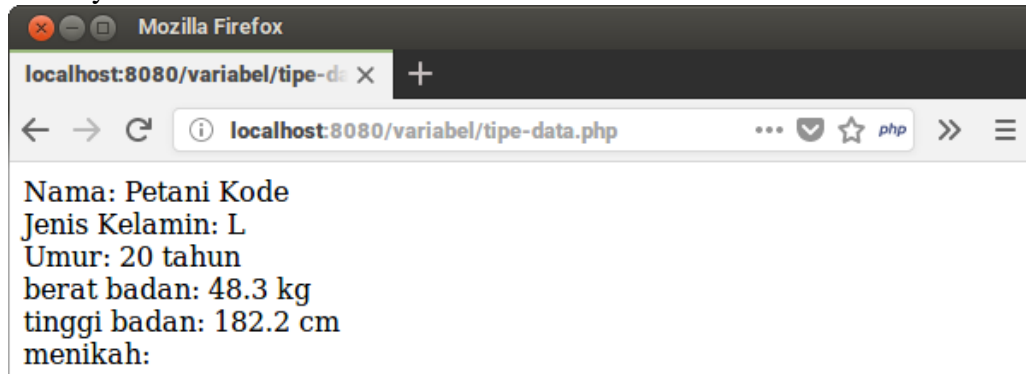 Mozilla Firefox
localhost:8080/variabel/tipe-da
localhost:8080/variabel/tipe-data.php
php
Nama: Petani Kode
Jenis Kelamin: L
Umur: 20 tahun
berat badan: 48.3 kg
tinggi badan: 182.2 cm
menikah: